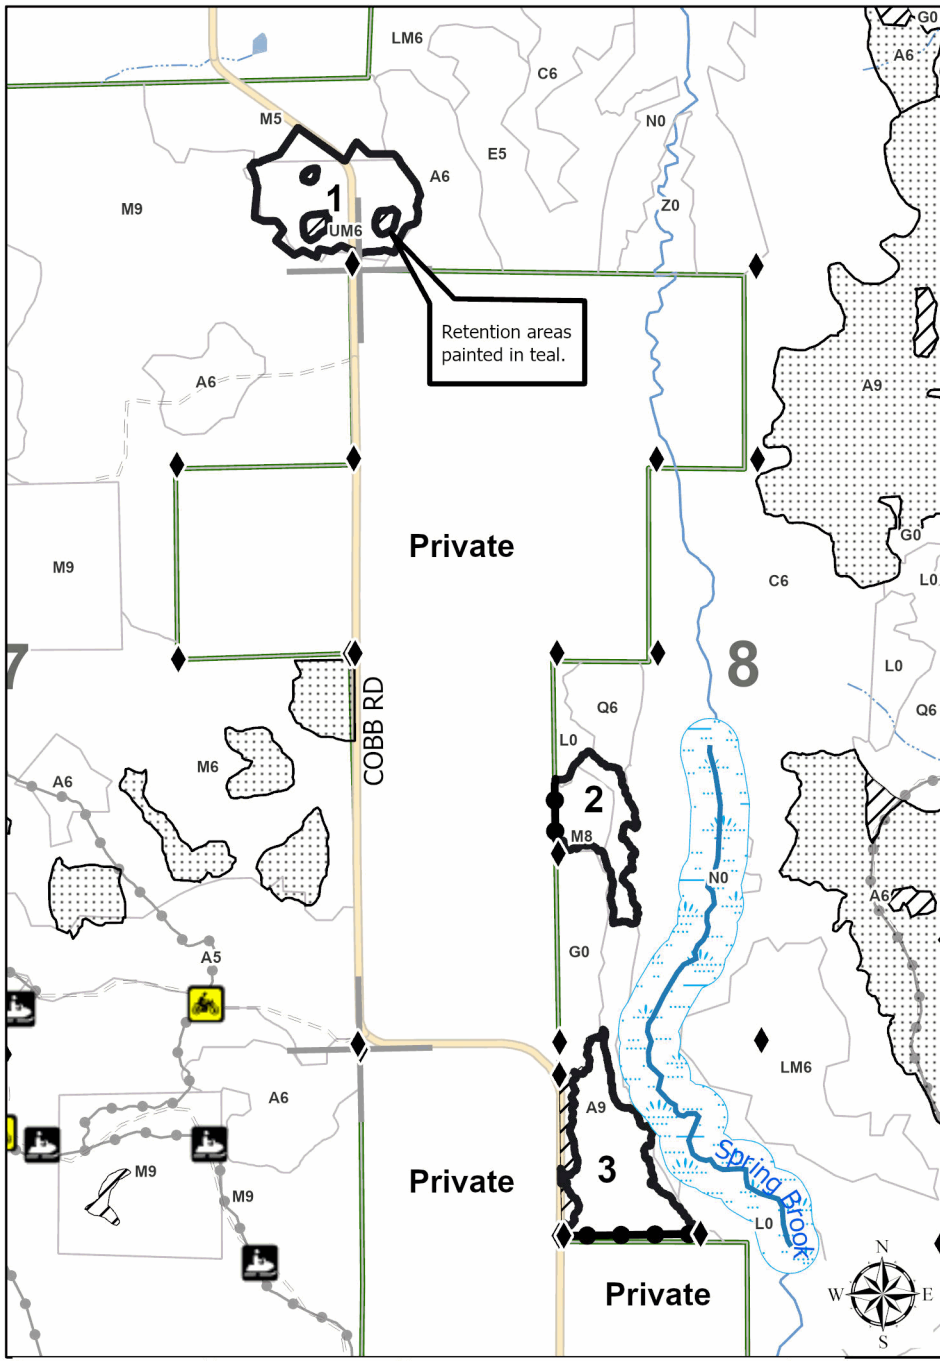 G0
LM6
A6
C6
M5
N0
E5
A6
1
M9
Z0
UM6
Retention areas
painted in teal.
A6
A9
G0
Private
M9
C6
L0
7
8
L0
COBB RD
Q6
Q6
L0
M6
A6
2
M8
N0
A6
G0
A5
LM6
A6
A9
3
M9
Private
Spring Brook
M9
L0
N
Private
W
E
S